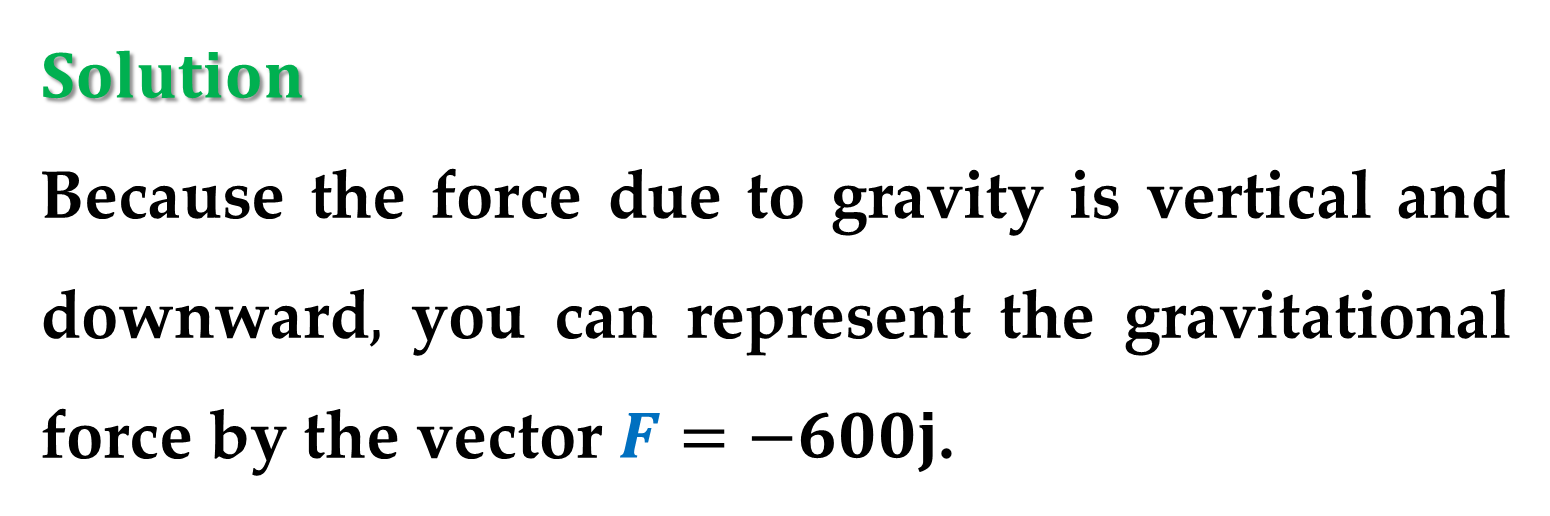 Solution
Because the force due to gravity is vertical and
downward, you can represent the gravitational
force by the vector F = −600j.